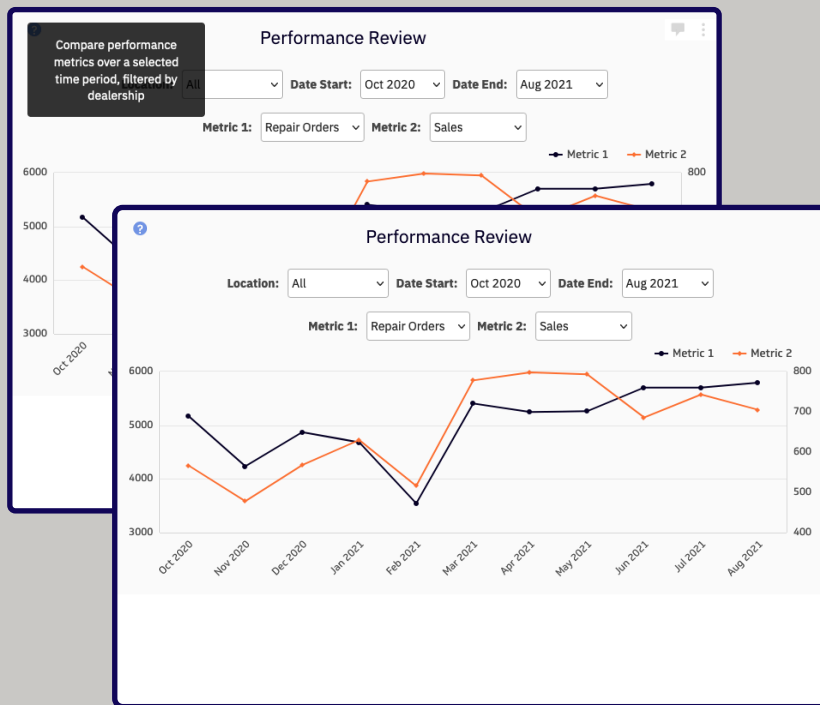 ?
Compare performance
metrics over a selected
time period, filtered by
dealership
Performance Review
Location: All Date Start: Oct 2020 Date End: Aug 2021
Metric 1: Repair Orders Metric 2: Sales
Metric 1 Metric 2
6000 800
5000
4000
3000
Oct 2020
?
Performance Review
Location: All Date Start: Oct 2020 Date End: Aug 2021
Metric 1: Repair Orders Metric 2: Sales
Metric 1 Metric 2
6000 800
5000 700
600
4000 500
3000 400
Oct 2020 Nov 2020 Dec 2020 Jan 2021 Feb 2021 Mar 2021 Apr 2021 May 2021 Jun 2021 Jul 2021 Aug 2021